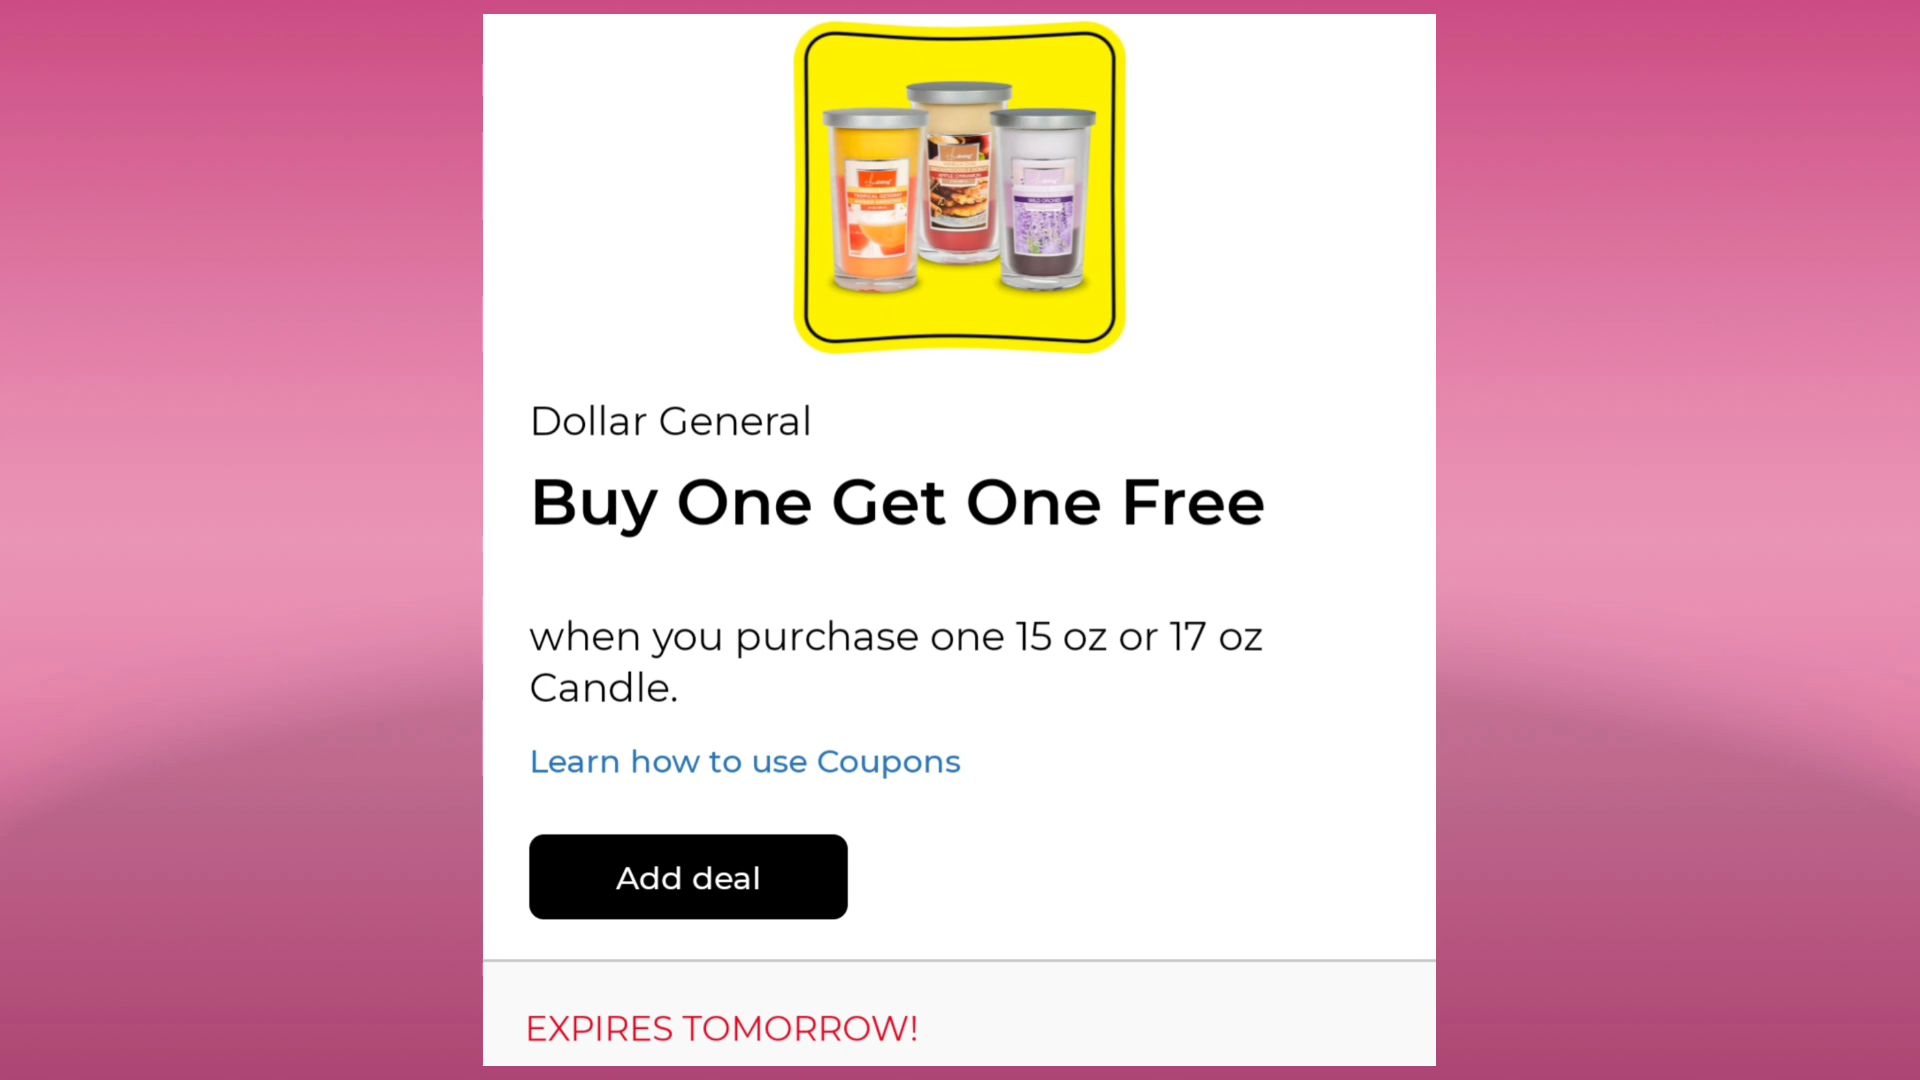 Dollar General
Buy One Get One Free
when you purchase one 15 oz or 17 oz
Candle.
Learn how to use Coupons
Add deal
EXPIRES TOMORROW!